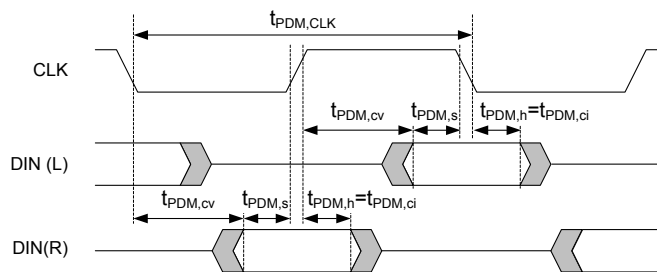 tPDM,CLK
CLK
tPDM,cv
tPDM,s
tPDM,h=tPDM,ci
DIN (L)
tPDM,cv
tPDM,s
tPDM,h=tPDM,ci
DIN(R)